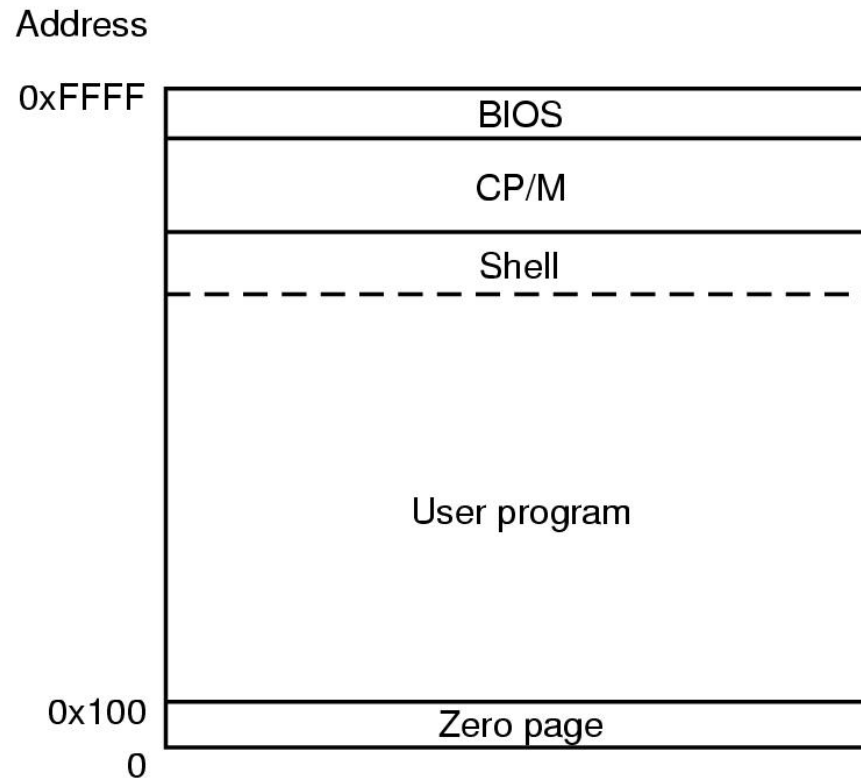 Address
0xFFFF
BIOS
CP/M
Shell
User program
0x100
Zero page
0